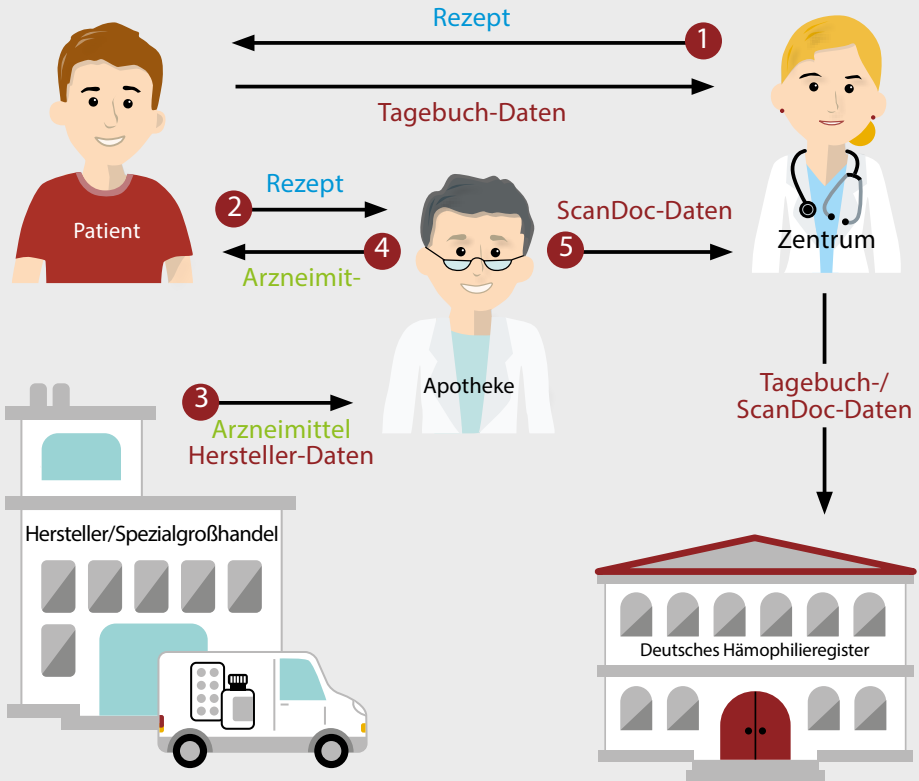 Rezept
1
Tagebuch-Daten
Patient
2
Rezept
4
Arzneimit-
ScanDoc-Daten
5
Zentrum
Apotheke
3
Arzneimittel
Hersteller-Daten
Tagebuch-/
ScanDoc-Daten
Hersteller/Spezialgroßhandel
Deutsches Hämophilieregister